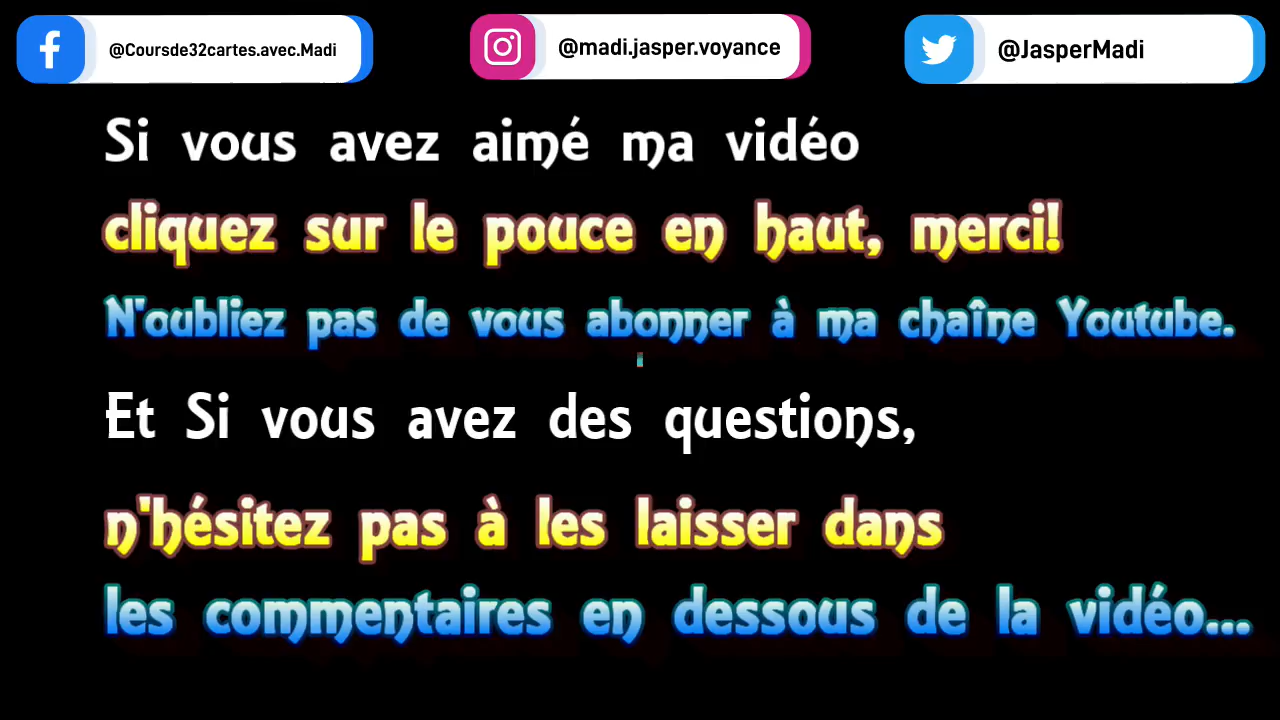 @Coursde32cartes.avec.Madi
@madi.jasper.voyance
@JasperMadi
Si vous avez aimé ma vidéo
cliquez sur le pouce en haut, merci!
N'oubliez pas de vous abonner à ma chaîne Youtube.
Et Si vous avez des questions,
n'hésitez pas à les laisser dans
les commentaires en dessous de la vidéo...